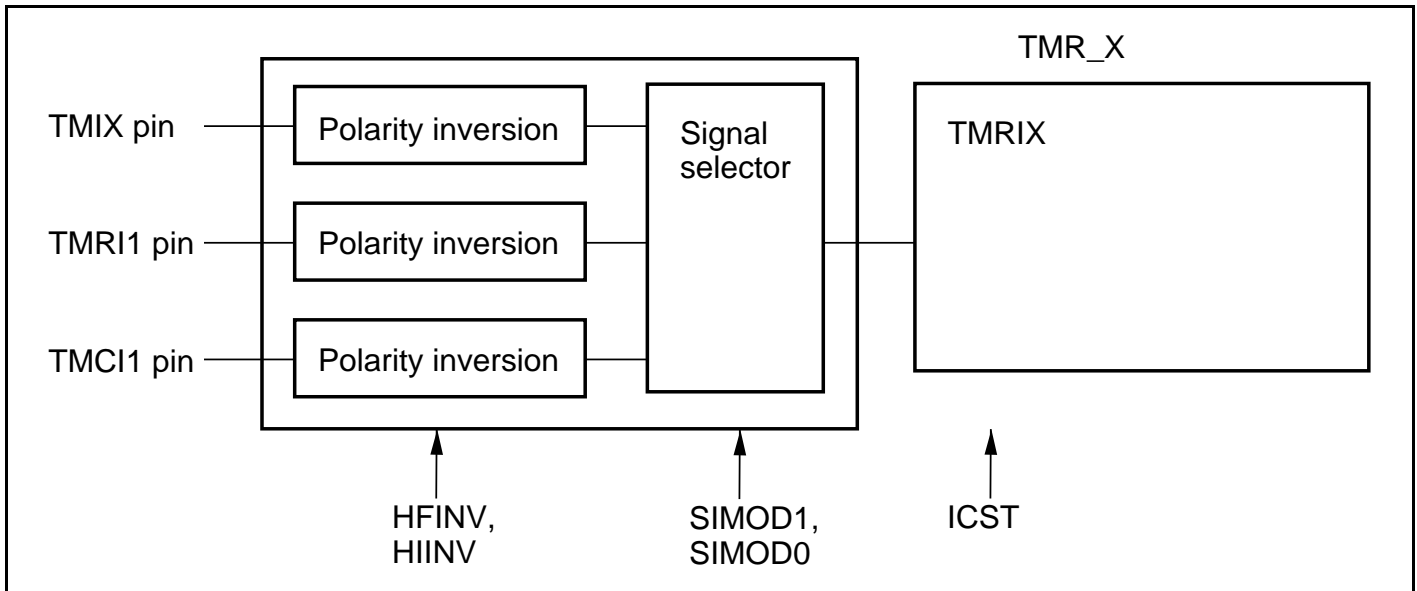 TMR_X
TMIX pin
Polarity inversion
Signal
selector
TMRIX
TMRI1 pin
Polarity inversion
TMCI1 pin
Polarity inversion
HFINV,
HIINV
SIMOD1,
SIMOD0
ICST